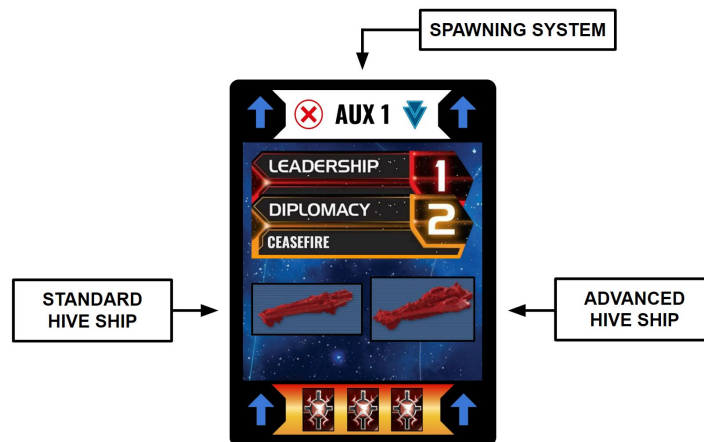 SPAWNING SYSTEM
AUX 1
LEADERSHIP
1
DIPLOMACY
2
CEASEFIRE
STANDARD
HIVE SHIP
ADVANCED
HIVE SHIP